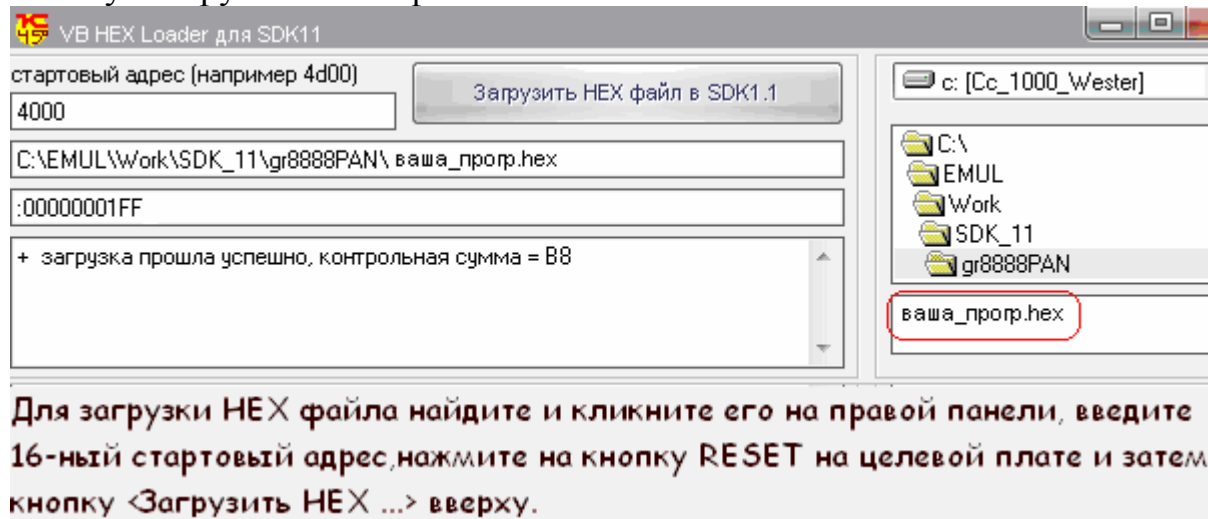 VB HEX Loader для SDK11
стартовый адрес (например 4d00)
4000
Загрузить HEX файл в SDK1.1
C:\EMUL\Work\SDK_11\gr8888PAN\ ваша_прогр.hex
:00000001FF
+ загрузка прошла успешно, контрольная сумма = B8
c: [Cc_1000_Wester]
C:\
EMUL
Work
SDK_11
gr8888PAN
ваша_прогр.hex
Для загрузки HEX файла найдите и кликните его на правой панели, введите
16-ный стартовый адрес,нажмите на кнопку RESET на целевой плате и затем
кнопку <Загрузить HEX ...> вверху.